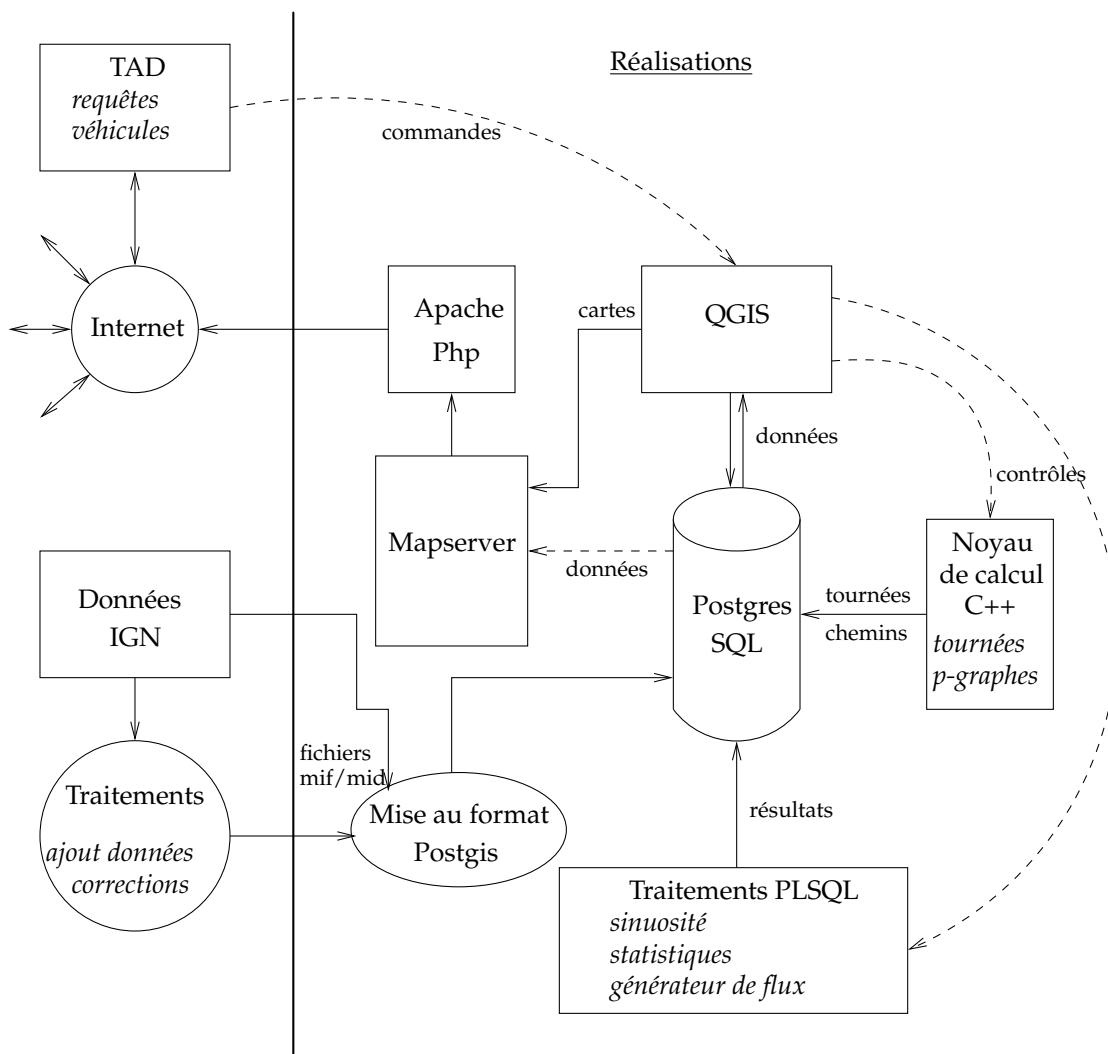 TAD
requêtes
véhicules
Réalisations
commandes
Internet
Apache
Php
cartes
QGIS
données
contrôles
Mapserver
données
Postgres
SQL
tournées
chemins
Noyau
de calcul
C++
tournées
p-graphes
Données
IGN
fichiers
mif/mid
Traitements
ajout données
corrections
Mise au format
Postgis
résultats
Traitements PLSQL
sinuosité
statistiques
générateur de flux